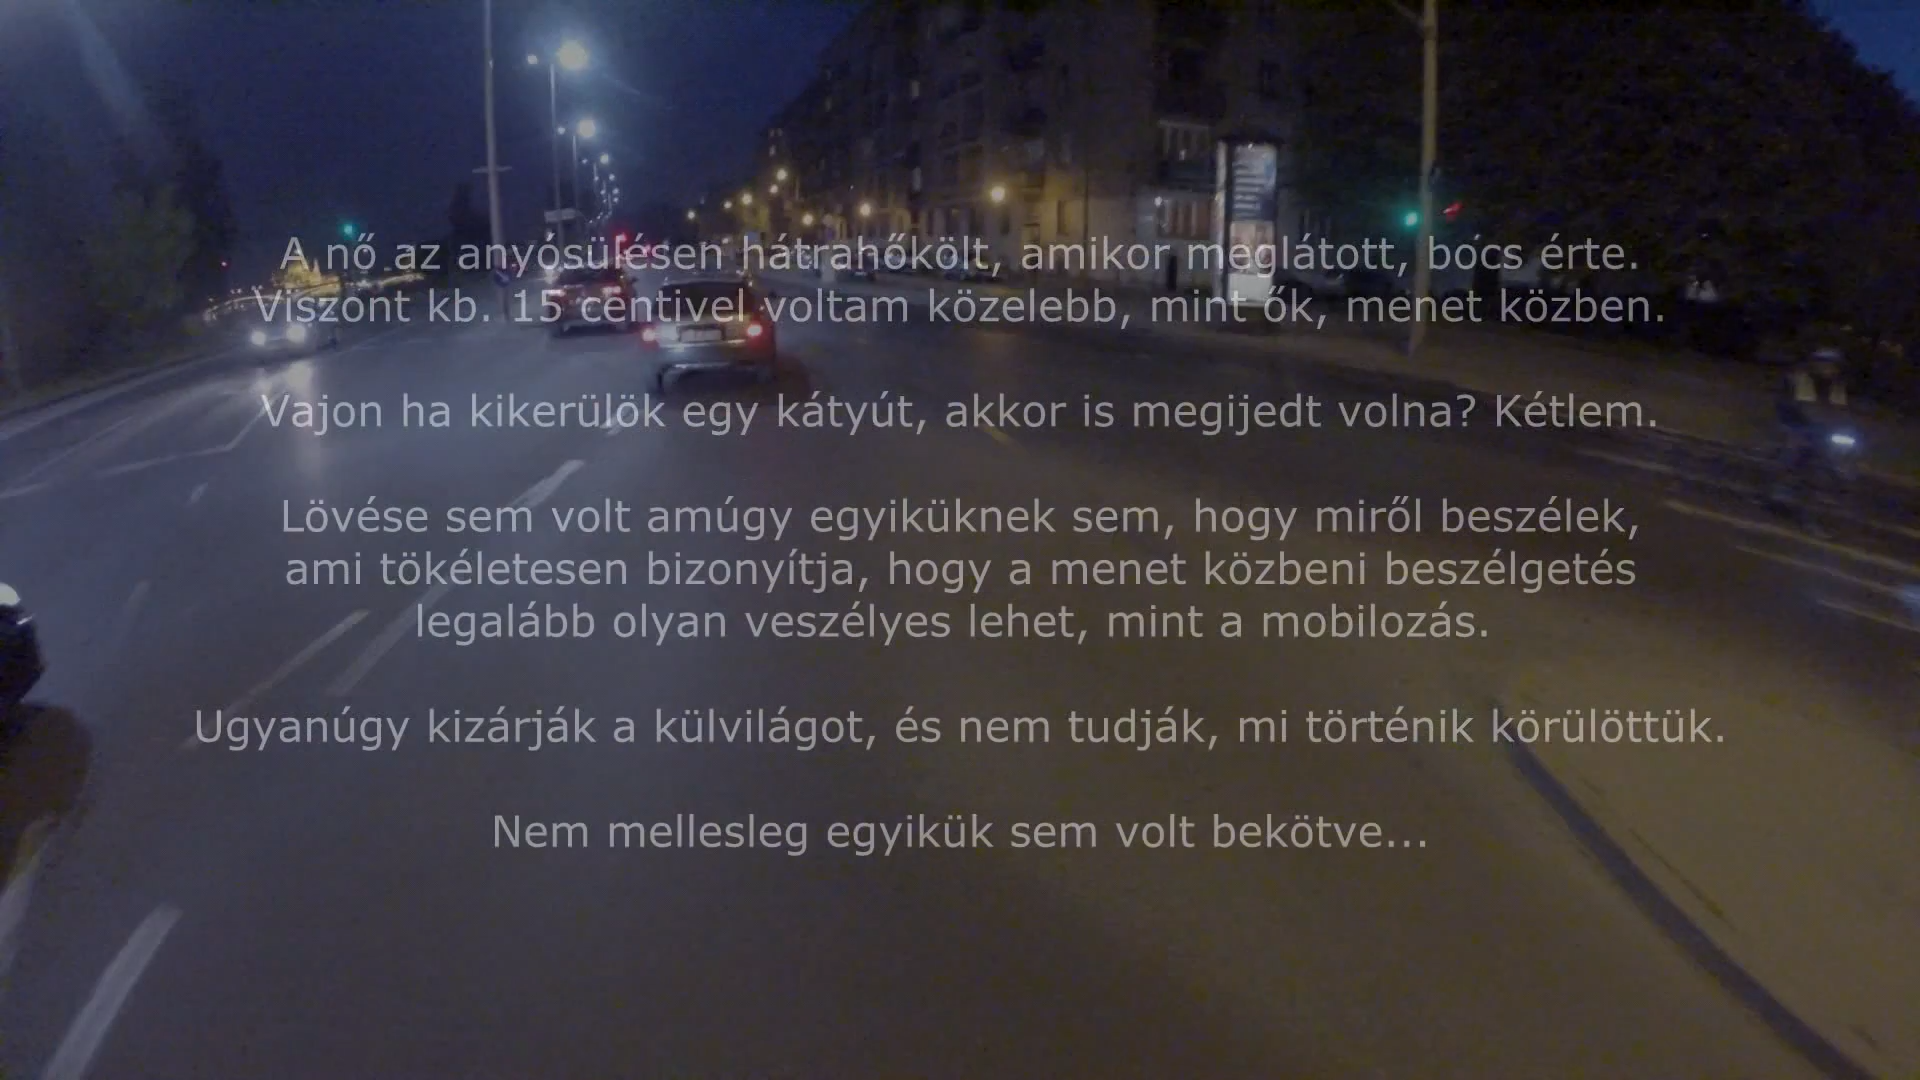 A nő az anyósülésen hátrahőkölt, amikor meglátott, bocs érte.
Viszont kb. 15 centivel voltam közelebb, mint ők, menet közben.
Vajon ha kikerülök egy kátyút, akkor is megijedt volna? Kétlem.
Lövése sem volt amúgy egyiküknek sem, hogy miről beszélek,
ami tökéletesen bizonyítja, hogy a menet közbeni beszélgetés
legalább olyan veszélyes lehet, mint a mobilozás.
Ugyanúgy kizárják a külvilágot, és nem tudják, mi történik körülöttük.
Nem mellesleg egyikük sem volt bekötve...